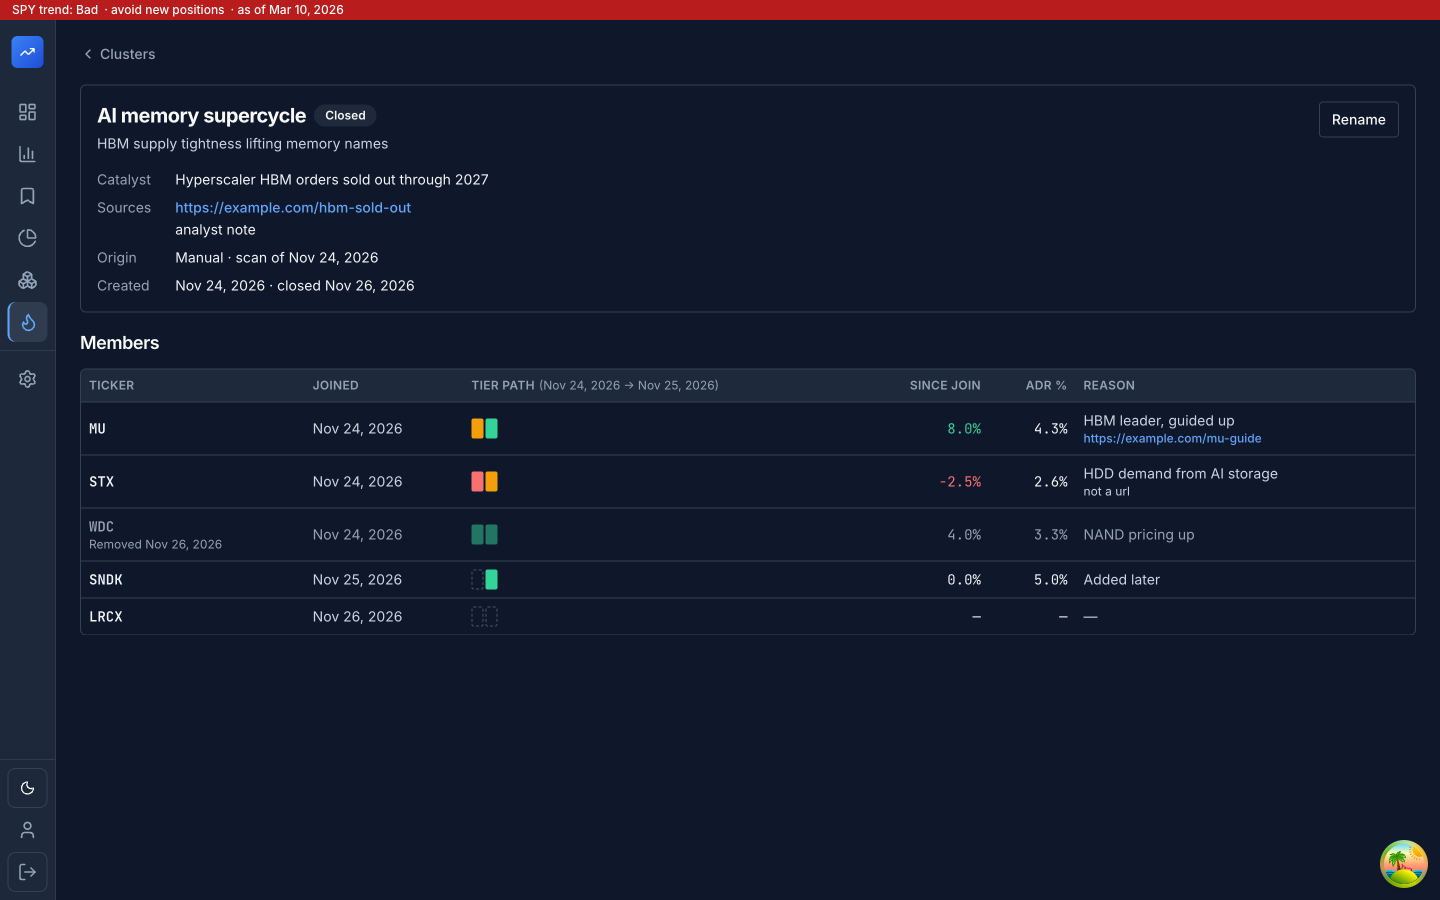 SPY trend: Bad · avoid new positions · as of Mar 10, 2026
Clusters
AI memory supercycle Closed
Rename
HBM supply tightness lifting memory names
Catalyst Hyperscaler HBM orders sold out through 2027
Sources https://example.com/hbm-sold-out
analyst note
Origin Manual · scan of Nov 24, 2026
Created Nov 24, 2026 · closed Nov 26, 2026
Members
TICKER JOINED TIER PATH (Nov 24, 2026 → Nov 25, 2026) SINCE JOIN ADR % REASON
MU Nov 24, 2026 8.0% 4.3% HBM leader, guided up
https://example.com/mu-guide
STX Nov 24, 2026 -2.5% 2.6% HDD demand from AI storage
not a url
WDC Nov 24, 2026 4.0% 3.3% NAND pricing up
Removed Nov 26, 2026
SNDK Nov 25, 2026 0.0% 5.0% Added later
LRCX Nov 26, 2026 — — —